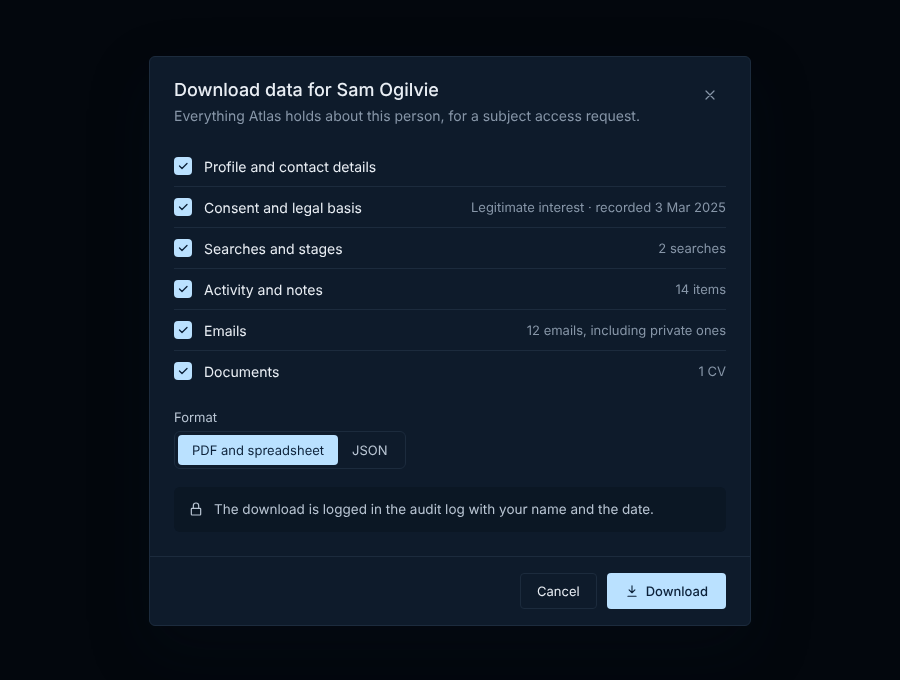 Download data for Sam Ogilvie
Everything Atlas holds about this person, for a subject access request.
Profile and contact details
Consent and legal basis Legitimate interest · recorded 3 Mar 2025
Searches and stages 2 searches
Activity and notes 14 items
Emails 12 emails, including private ones
Documents 1 CV
Format
PDF and spreadsheet JSON
The download is logged in the audit log with your name and the date.
Cancel Download